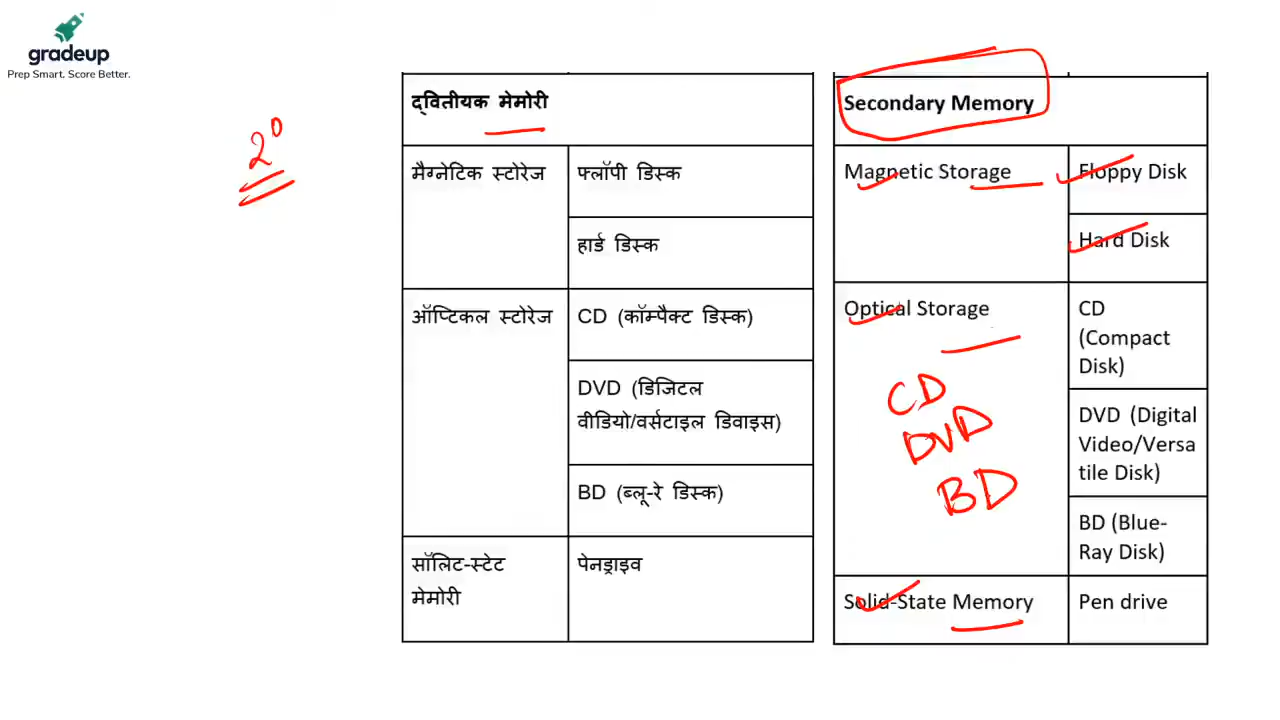 gradeup
Prep Smart. Score Better.
2°
द्वितीयक मेमोरी
मैग्नेटिक स्टोरेज
फ्लॉपी डिस्क
हार्ड डिस्क
ऑप्टिकल स्टोरेज
CD (कॉम्पैक्ट डिस्क)
DVD (डिजिटल
वीडियो/वर्सटाइल डिवाइस)
BD (ब्लू-रे डिस्क)
सॉलिट-स्टेट
मेमोरी
पेनड्राइव
Secondary Memory
Magnetic Storage
Floppy Disk
Hard Disk
Optical Storage
CD
DVD
BD
CD
(Compact
Disk)
DVD (Digital
Video/Versa
tile Disk)
BD (Blue-
Ray Disk)
Solid-State Memory
Pen drive